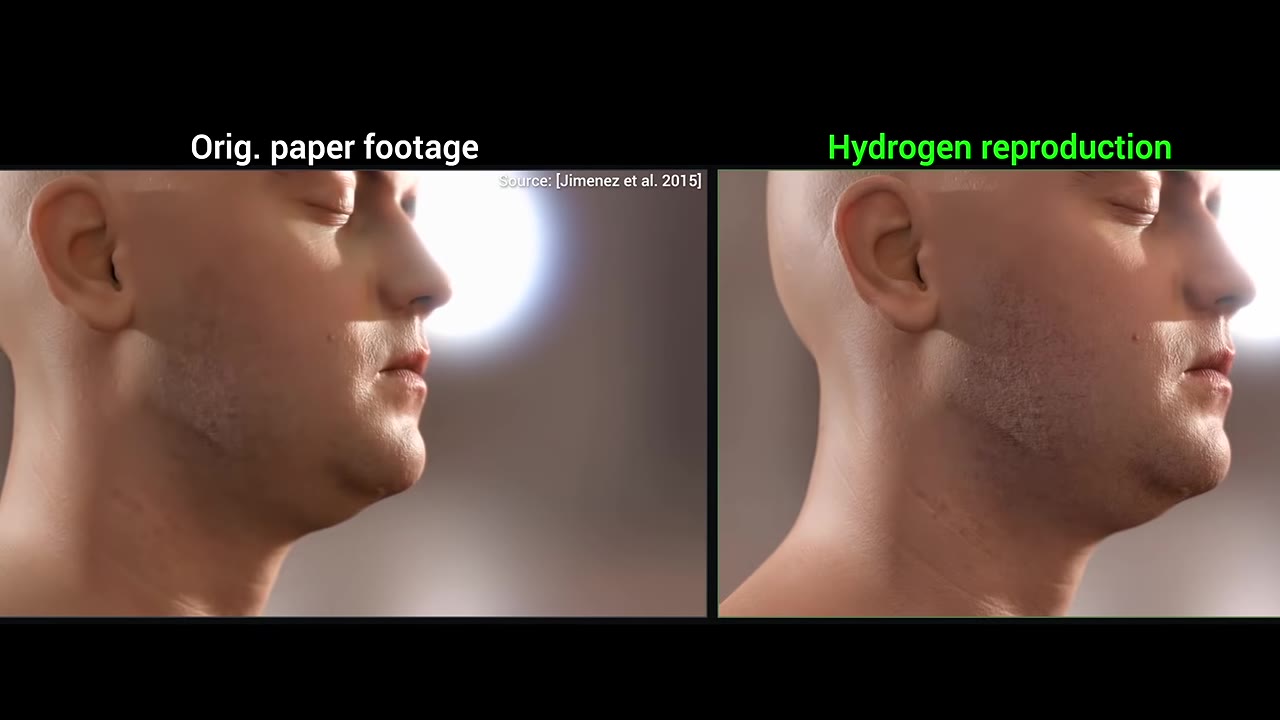 Orig. paper footage
Hydrogen reproduction
Source: [Jimenez et al. 2015]